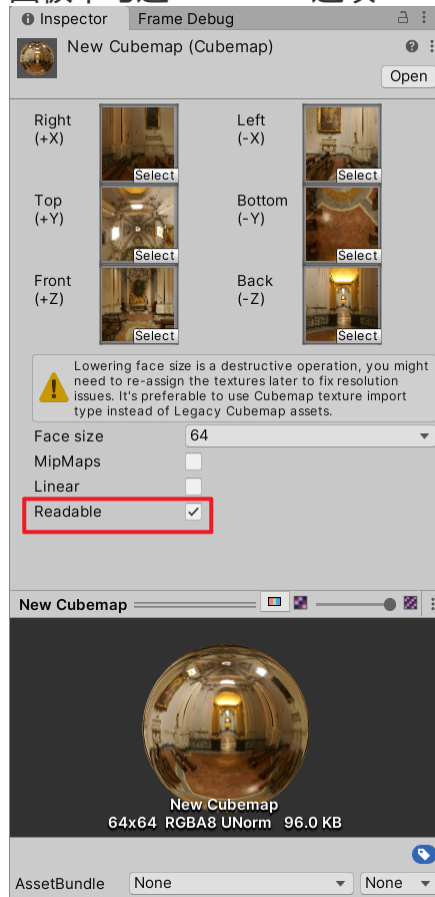 Inspector Frame Debug
New Cubemap (Cubemap)
Open
Right
(+X)
Select
Left
(-X)
Select
Top
(+Y)
Select
Bottom
(-Y)
Select
Front
(+Z)
Select
Back
(-Z)
Select
Lowering face size is a destructive operation, you might
need to re-assign the textures later to fix resolution
issues. It's preferable to use Cubemap texture import
type instead of Legacy Cubemap assets.
Face size 64
MipMaps
Linear
Readable
New Cubemap
New Cubemap
64x64 RGBA8 UNorm 96.0 KB
AssetBundle None None